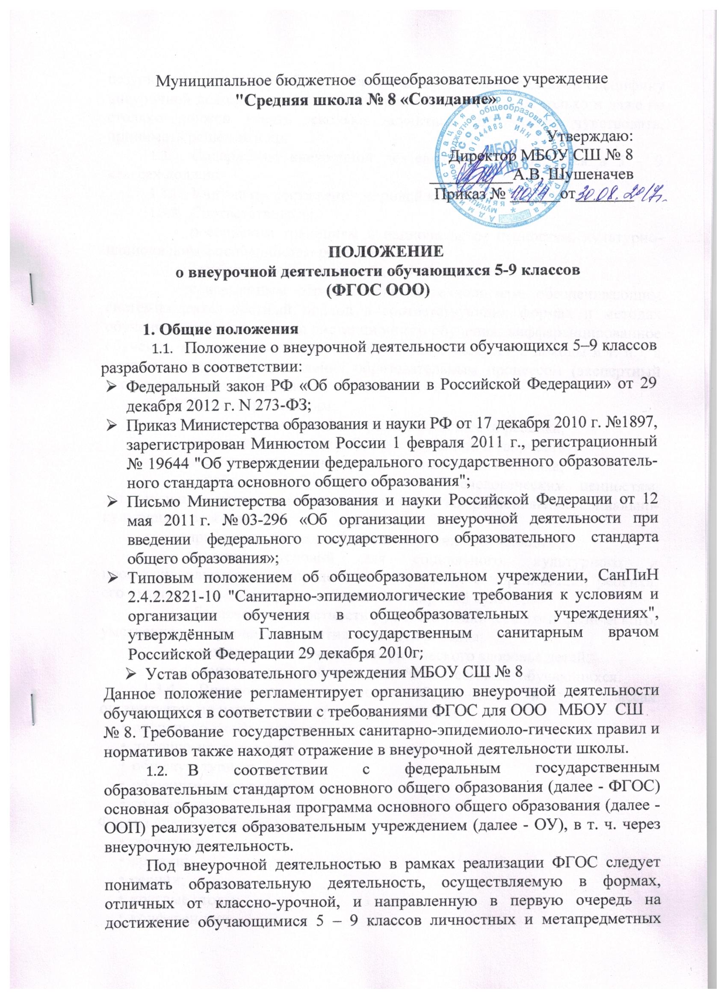 Муниципальное бюджетное  общеобразовательное учреждение
"Средняя школа № 8 «Созидание»
Утверждаю:
Директор МБОУ СШ № 8
__________А.В. Шушеначев
Приказ № ______от 30.08.2017г.
МБОУ
СШ № 8
ПОЛОЖЕНИЕ
о внеурочной деятельности обучающихся 5-9 классов
(ФГОС ООО)
1. Общие положения
1.1. Положение о внеурочной деятельности обучающихся 5–9 классов
разработано в соответствии:
➢ Федеральный закон РФ «Об образовании в Российской Федерации» от 29
декабря 2012 г. N 273-ФЗ;
➢ Приказ Министерства образования и науки РФ от 17 декабря 2010 г. №1897,
зарегистрирован Минюстом России 1 февраля 2011 г., регистрационный
№ 19644 "Об утверждении федерального государственного образователь-
ного стандарта основного общего образования";
➢ Письмо Министерства образования и науки Российской Федерации от 12
мая 2011 г. № 03-296 «Об организации внеурочной деятельности при
введении федерального государственного образовательного стандарта
общего образования»;
➢ Типовым положением об общеобразовательном учреждении, СанПиН
2.4.2.2821-10 "Санитарно-эпидемиологические требования к условиям и
организации обучения в общеобразовательных учреждениях",
утверждённым Главным государственным санитарным врачом
Российской Федерации 29 декабря 2010г;
➢ Устав образовательного учреждения МБОУ СШ № 8
Данное положение регламентирует организацию внеурочной деятельности
обучающихся в соответствии с требованиями ФГОС для ООО МБОУ СШ
№ 8. Требование государственных санитарно-эпидемиоло-гических правил и
нормативов также находят отражение в внеурочной деятельности школы.
1.2. В соответствии с федеральным государственным
образовательным стандартом основного общего образования (далее - ФГОС)
основная образовательная программа основного общего образования (далее -
ООП) реализуется образовательным учреждением (далее - ОУ), в т. ч. через
внеурочную деятельность.
Под внеурочной деятельностью в рамках реализации ФГОС следует
понимать образовательную деятельность, осуществляемую в формах,
отличных от классно-урочной, и направленную в первую очередь на
достижение обучающимися 5 – 9 классов личностных и метапредметных